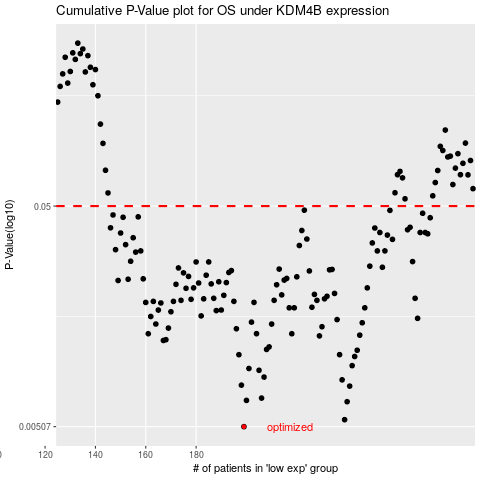 Cumulative P-Value plot for OS under KDM4B expression
P-Value(log10)
0.05
0.00507
optimized
0
120
140
160
180
# of patients in 'low exp' group